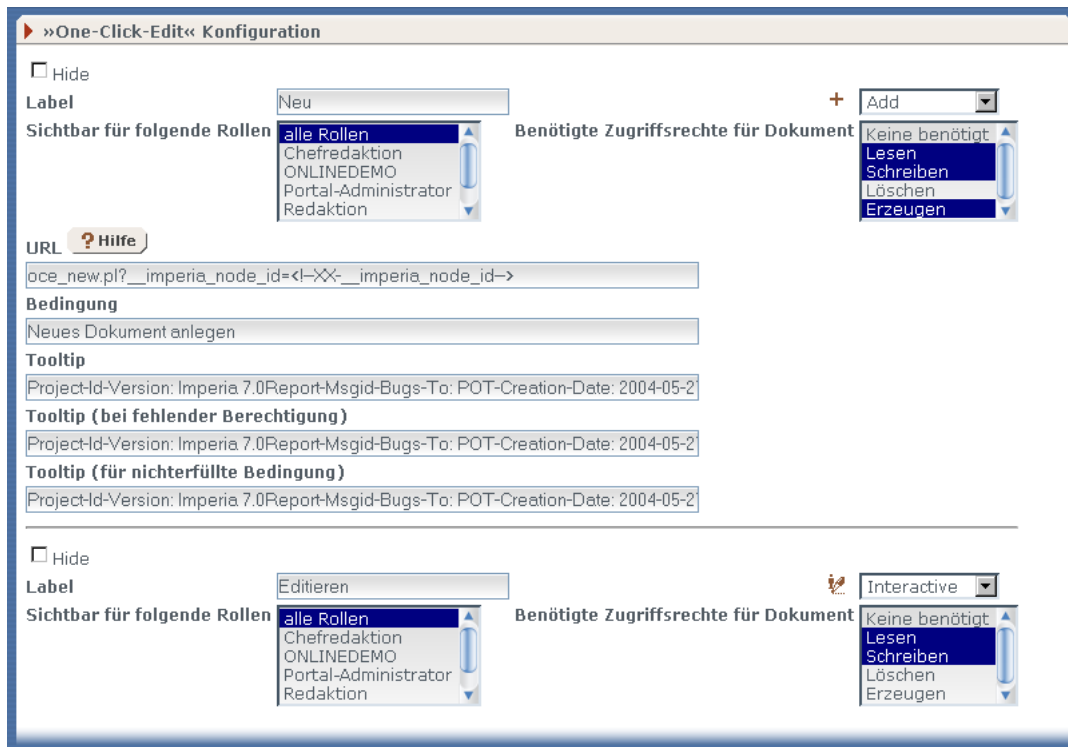 »One-Click-Edit« Konfiguration
Hide
Label Neu + Add
Sichtbar für folgende Rollen alle Rollen Benötigte Zugriffsrechte für Dokument Keine benötigt
Chefredaktion Lesen
ONLINEDEMO Schreiben
Portal-Administrator Löschen
Redaktion Erzeugen
URL ? Hilfe
oce_new.pl?__imperia_node_id=<!--XX-__imperia_node_id-->
Bedingung
Neues Dokument anlegen
Tooltip
Project-Id-Version: Imperia 7.0Report-Msgid-Bugs-To: POT-Creation-Date: 2004-05-2
Tooltip (bei fehlender Berechtigung)
Project-Id-Version: Imperia 7.0Report-Msgid-Bugs-To: POT-Creation-Date: 2004-05-2
Tooltip (für nichterfüllte Bedingung)
Project-Id-Version: Imperia 7.0Report-Msgid-Bugs-To: POT-Creation-Date: 2004-05-2
Hide
Label Editieren Interactive
Sichtbar für folgende Rollen alle Rollen Benötigte Zugriffsrechte für Dokument Keine benötigt
Chefredaktion Lesen
ONLINEDEMO Schreiben
Portal-Administrator Löschen
Redaktion Erzeugen